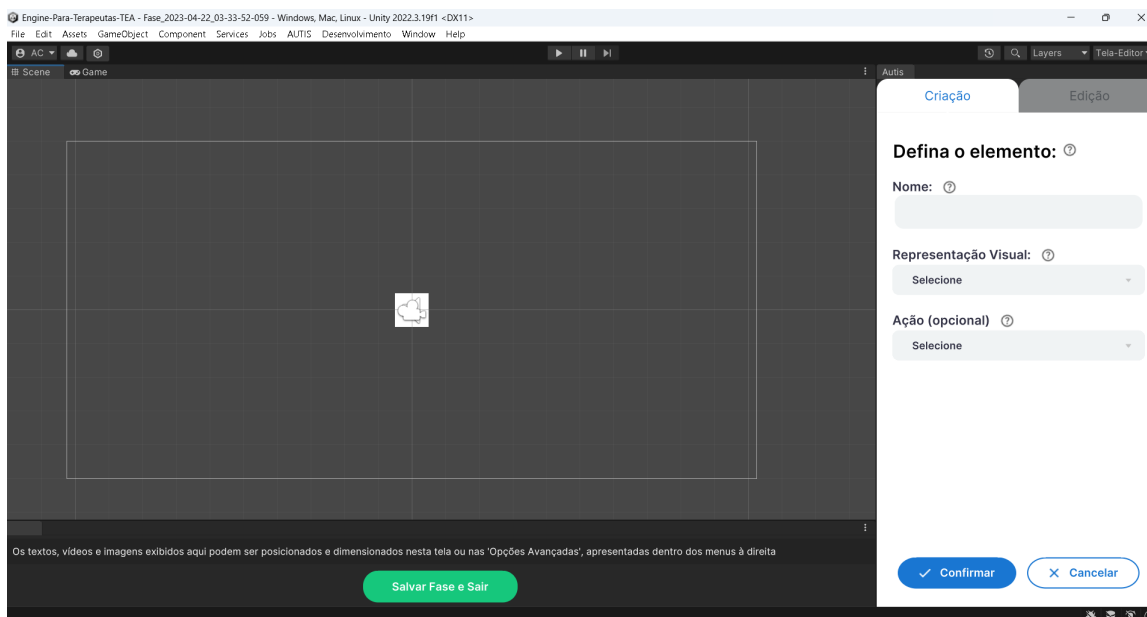 Engine-Para-Terapeutas-TEA - Fase_2023-04-22_03-33-52-059 - Windows, Mac, Linux - Unity 2022.3.19f1 <DX11>
File Edit Assets GameObject Component Services Jobs AUTIS Desenvolvimento Window Help
AC Layers Tela-Editor
Scene Game Autis
Criação Edição
Defina o elemento:
Nome:
Representação Visual:
Selecione
Ação (opcional)
Selecione
Os textos, vídeos e imagens exibidos aqui podem ser posicionados e dimensionados nesta tela ou nas 'Opções Avançadas', apresentadas dentro dos menus à direita
Salvar Fase e Sair
Confirmar Cancelar